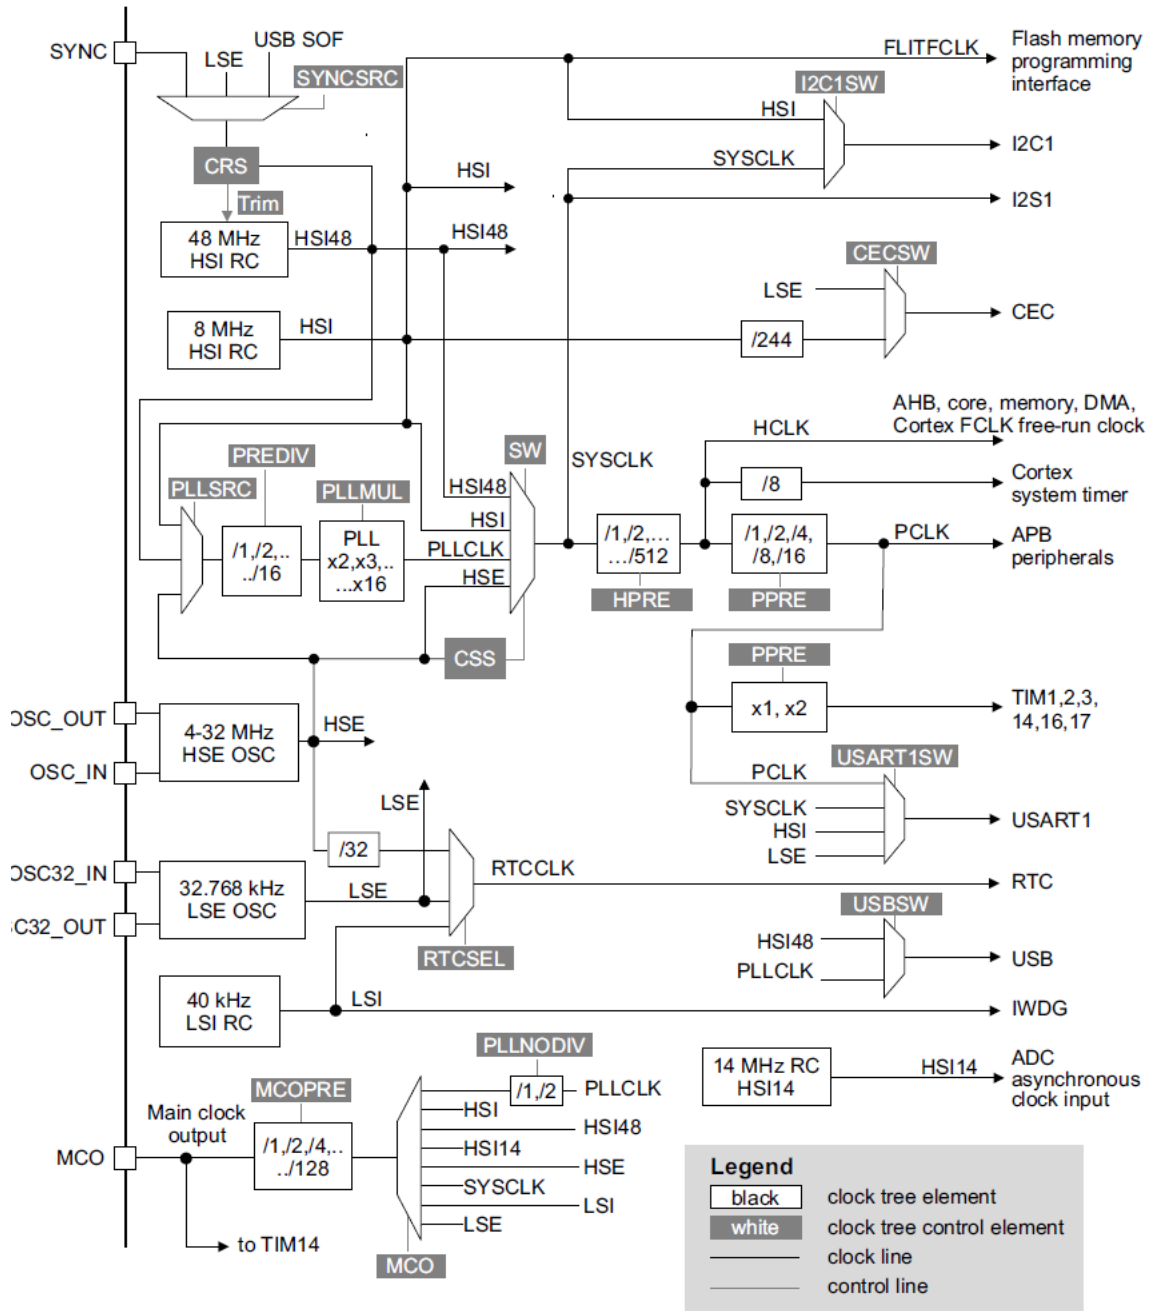 SYNC
LSE
USB SOF
SYNCSRC
CRS
Trim
48 MHz
HSI RC
HSI48
8 MHz
HSI RC
HSI
HSI
HSI48
FLITFCLK
Flash memory
programming
interface
I2C1SW
HSI
SYSCLK
I2C1
I2S1
CECSW
LSE
/244
CEC
AHB, core, memory, DMA,
Cortex FCLK free-run clock
HCLK
/8
Cortex
system timer
PLLSRC
PREDIV
/1,/2,..
../16
PLLMUL
PLL
x2,x3,..
...x16
SW
HSI48
HSI
PLLCLK
HSE
CSS
SYSCLK
/1,/2,...
.../512
HPRE
/1,/2,/4,
/8,/16
PPRE
PCLK
APB
peripherals
PPRE
x1, x2
TIM1,2,3,
14,16,17
OSC_OUT
OSC_IN
4-32 MHz
HSE OSC
HSE
USART1SW
PCLK
SYSCLK
HSI
LSE
USART1
LSE
/32
OSC32_IN
SC32_OUT
32.768 kHz
LSE OSC
LSE
RTCCLK
RTCSEL
RTC
USBSW
HSI48
PLLCLK
USB
40 kHz
LSI RC
LSI
IWDG
14 MHz RC
HSI14
HSI14
ADC
asynchronous
clock input
PLLNODIV
/1,/2
PLLCLK
HSI
HSI48
HSI14
HSE
SYSCLK
LSI
LSE
MCO
MCOPRE
/1,/2,/4,..
../128
Main clock
output
MCO
to TIM14
Legend
black
clock tree element
white
clock tree control element
clock line
control line